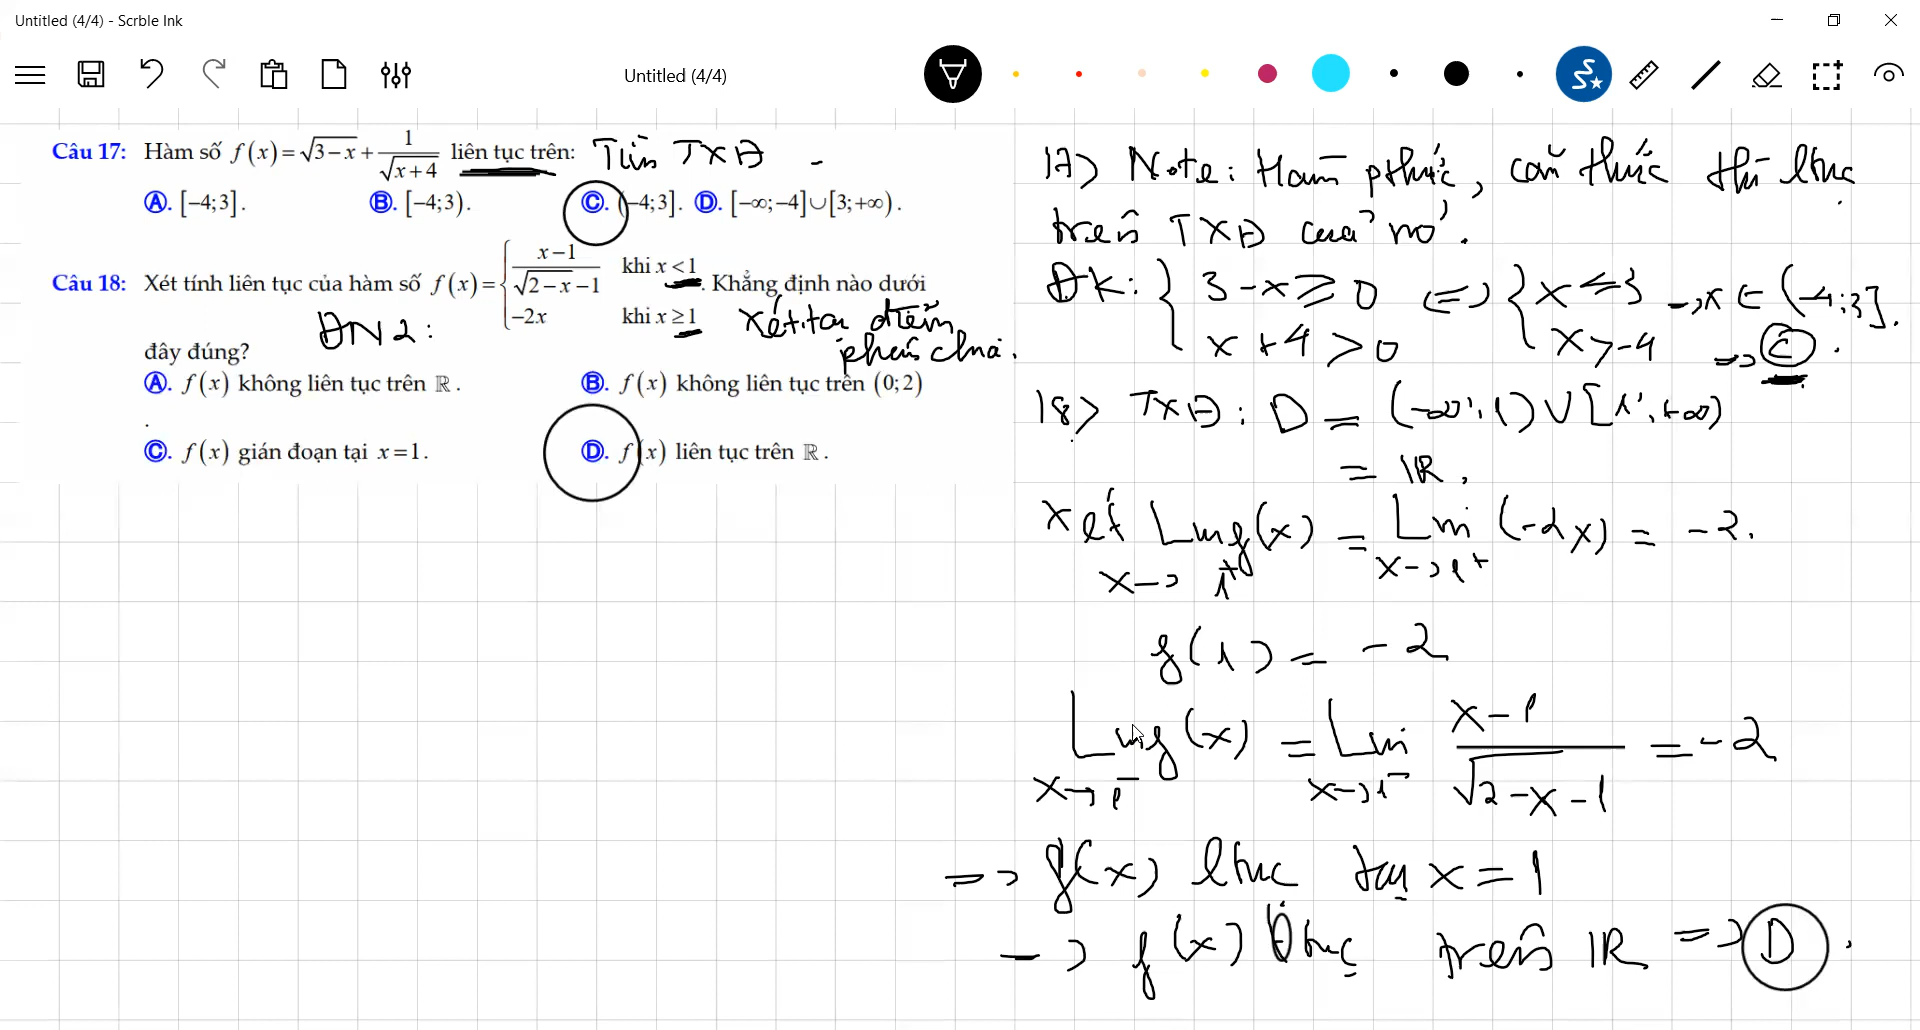 Untitled (4/4) - Scrble Ink
Untitled (4/4)
Câu 17: Hàm số f(x)=√(3−x)+1/√(x+4) liên tục trên: Tìm TXĐ
A. [−4;3]. B. [−4;3). C. (−4;3]. D. [−∞;−4]∪[3;+∞).
Câu 18: Xét tính liên tục của hàm số f(x)={(x−1)/(√(2−x)−1) khi x<1
−2x khi x≥1. Khẳng định nào dưới
ĐN2: xét tại điểm
phân chia.
đây đúng?
A. f(x) không liên tục trên ℝ. B. f(x) không liên tục trên (0;2)
.
C. f(x) gián đoạn tại x=1. D. f(x) liên tục trên ℝ.
17) Note: Hàm pthức, căn thức thì ltục
trên TXĐ của nó.
ĐK: { 3−x≥0 <=> { x≤3 -> x∈(−4;3].
x+4>0 x>−4 => C.
18) TXĐ: D = (−∞;1)∪[1;+∞)
= ℝ.
Xét Lim f(x) = Lim (−2x) = −2.
x->1⁺ x->1⁺
f(1) = −2
Lim f(x) = Lim (x−1)/(√(2−x)−1) = −2
x->1⁻ x->1⁻
=> f(x) ltục tại x=1
-> f(x) ltục trên ℝ => D.